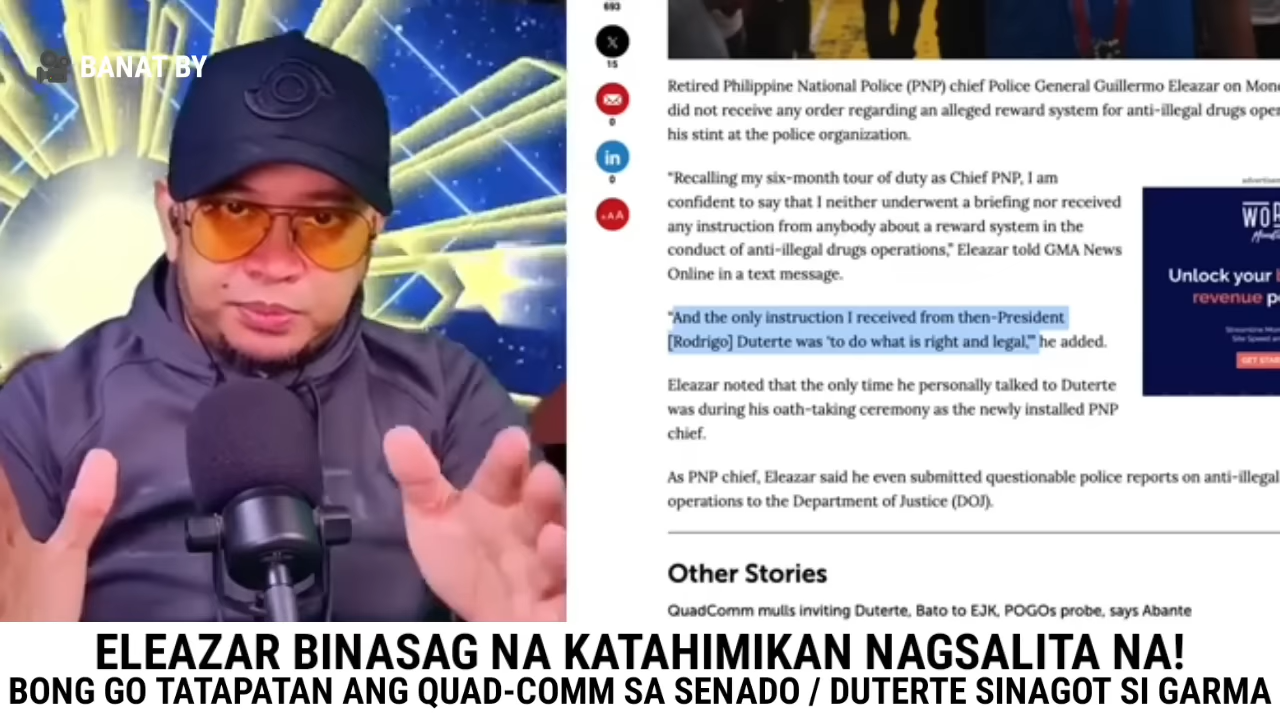 BANAT BY
693
X
15
0
in
0
AAA
Retired Philippine National Police (PNP) chief Police General Guillermo Eleazar on Mon
did not receive any order regarding an alleged reward system for anti-illegal drugs oper
his stint at the police organization.
"Recalling my six-month tour of duty as Chief PNP, I am
confident to say that I neither underwent a briefing nor received
any instruction from anybody about a reward system in the
conduct of anti-illegal drugs operations," Eleazar told GMA News
Online in a text message.
"And the only instruction I received from then-President
[Rodrigo] Duterte was 'to do what is right and legal,'" he added.
Eleazar noted that the only time he personally talked to Duterte
was during his oath-taking ceremony as the newly installed PNP
chief.
As PNP chief, Eleazar said he even submitted questionable police reports on anti-illegal
operations to the Department of Justice (DOJ).
Other Stories
QuadComm mulls inviting Duterte, Bato to EJK, POGOs probe, says Abante
Unlock your
revenue
GET STAR
ELEAZAR BINASAG NA KATAHIMIKAN NAGSALITA NA!
BONG GO TATAPATAN ANG QUAD-COMM SA SENADO / DUTERTE SINAGOT SI GARMA